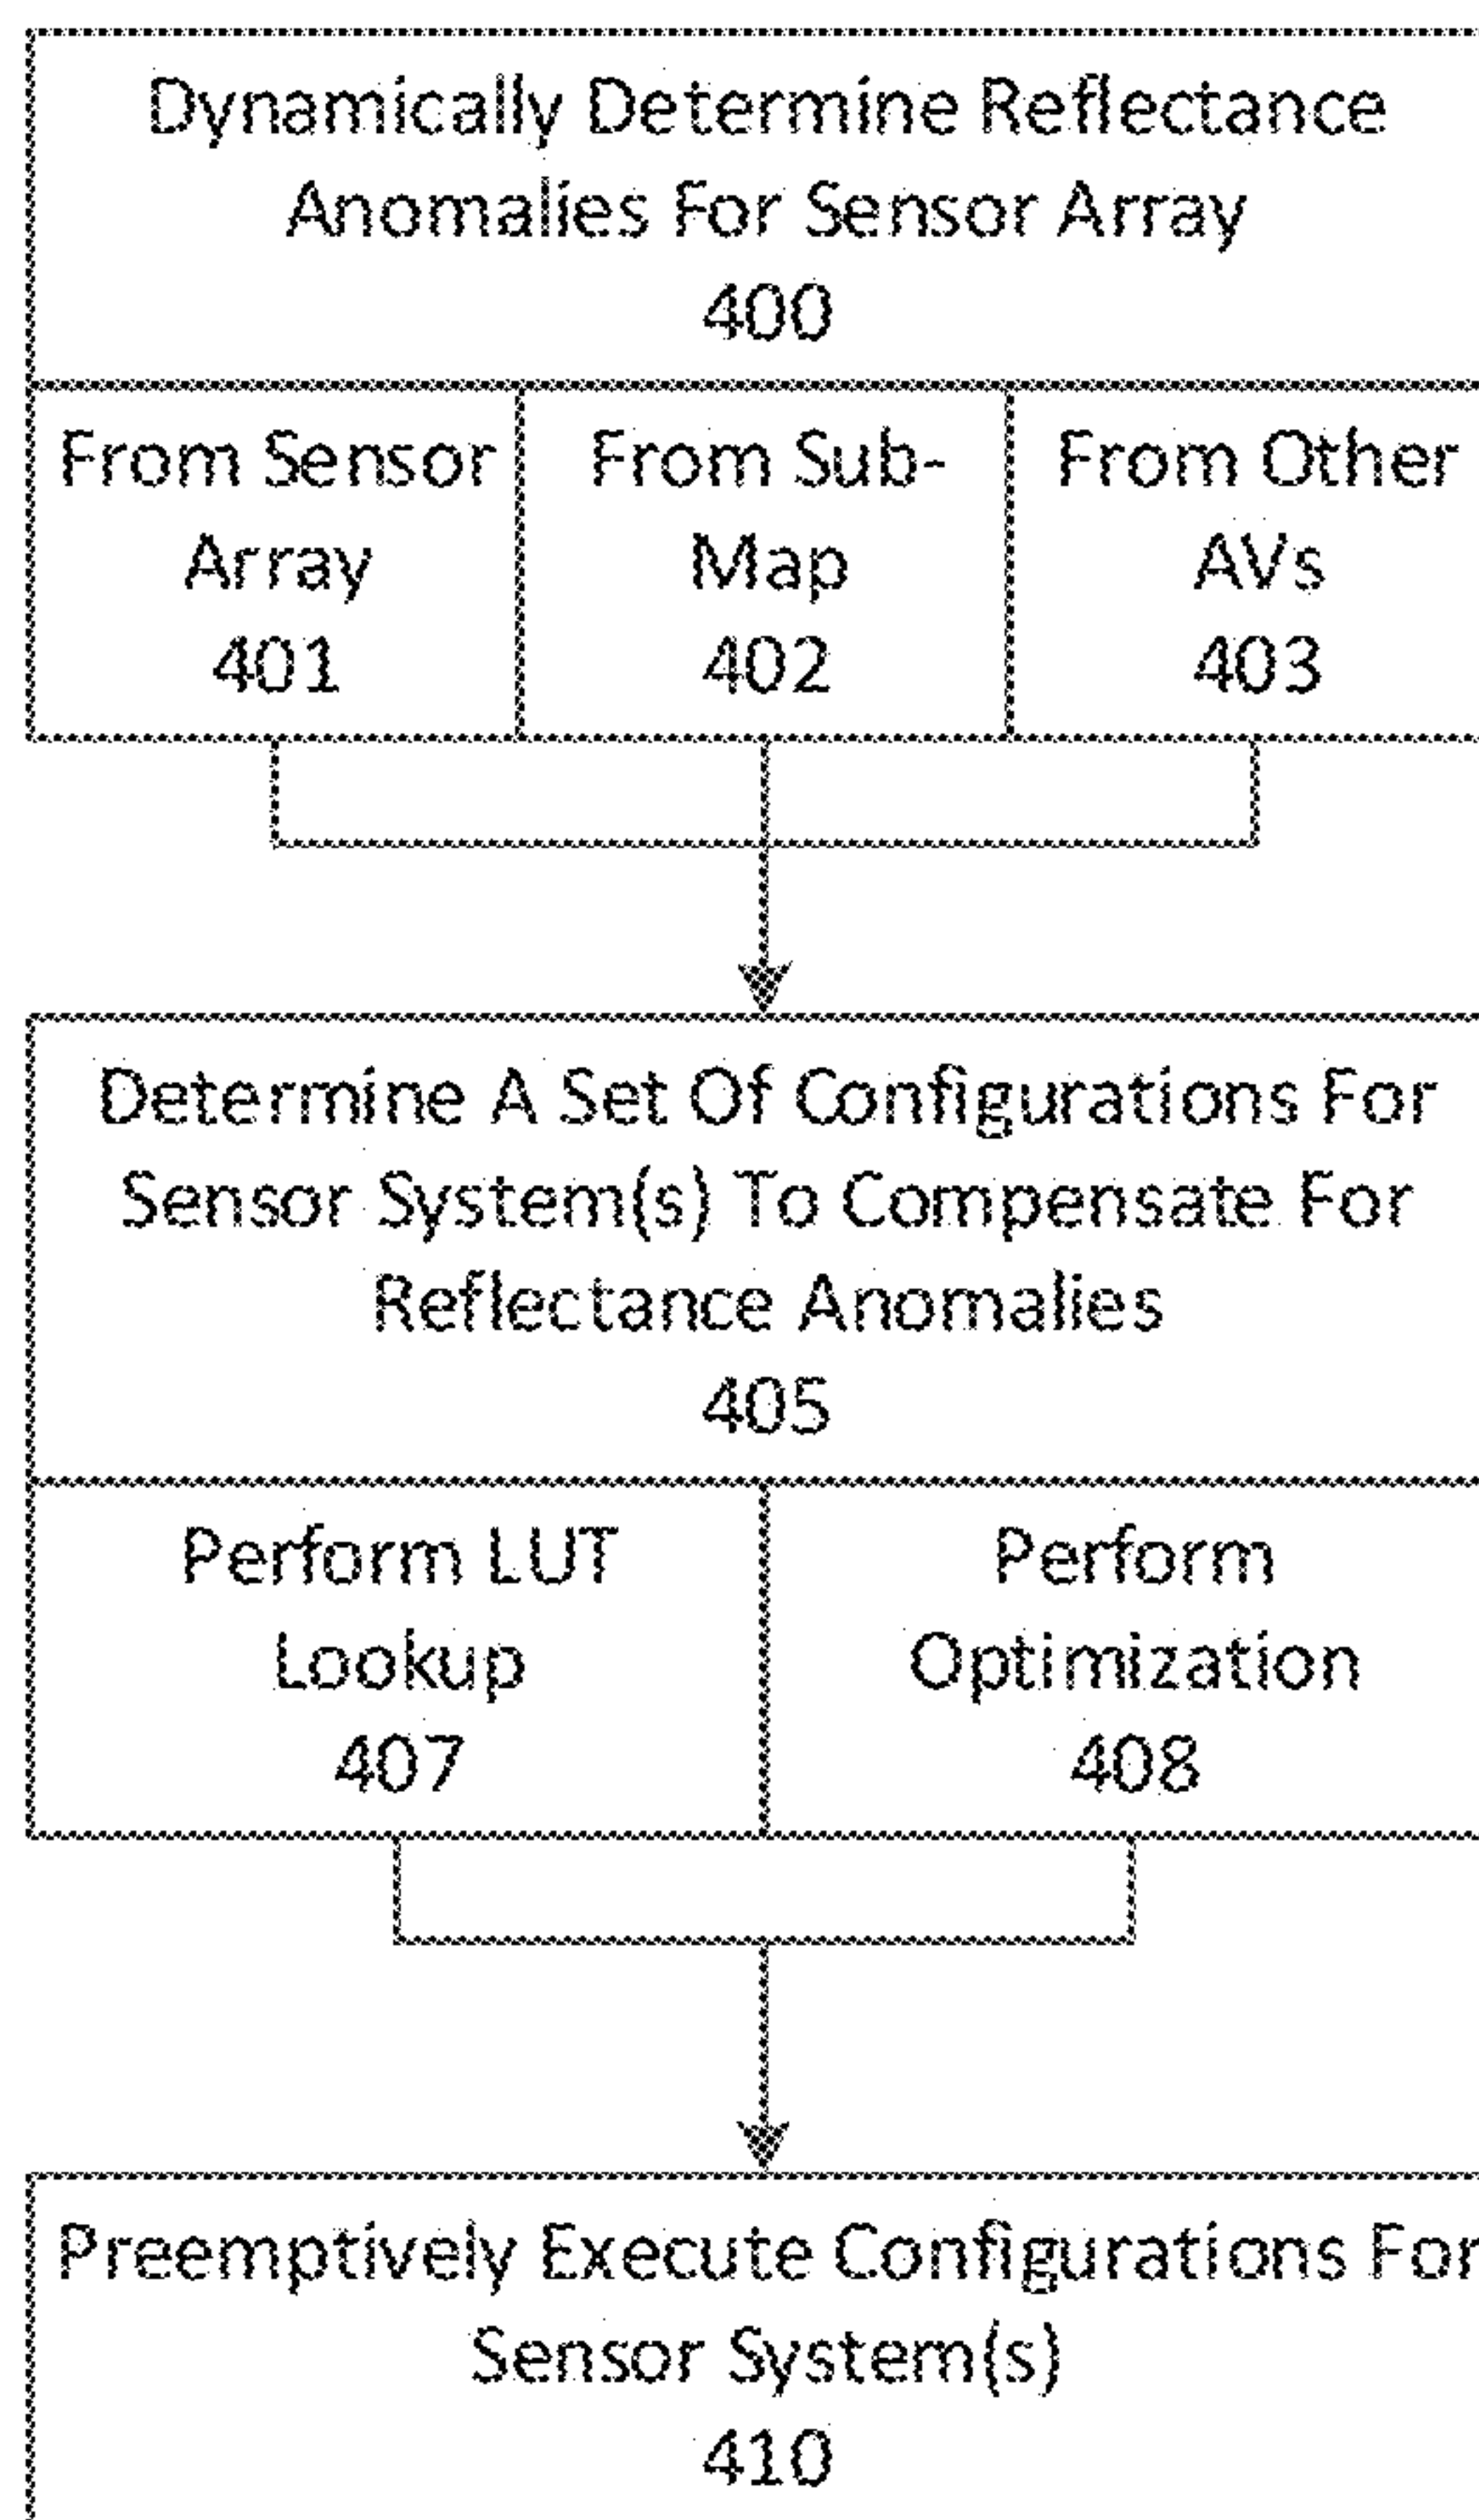 Dynamically Determine Reflectance
Anomalies For Sensor Array
400
From Sensor
Array
401
From Sub-
Map
402
From Other
AVs
403
Determine A Set Of Configurations For
Sensor System(s) To Compensate For
Reflectance Anomalies
405
Perform LUT
Lookup
407
Perform
Optimization
408
Preemptively Execute Configurations For
Sensor System(s)
410